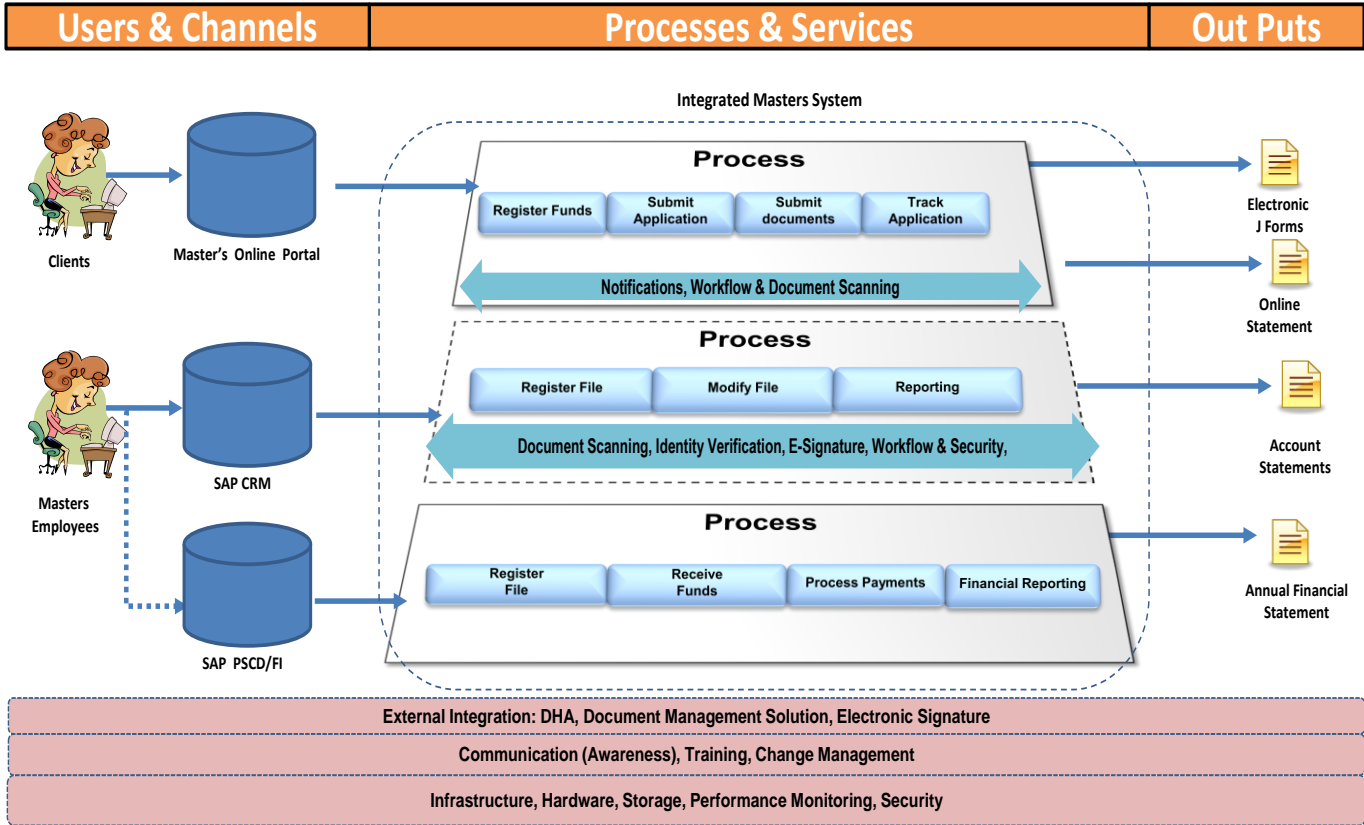 Users & Channels
Processes & Services
Out Puts
Integrated Masters System
Process
Register Funds
Submit
Application
Submit
documents
Track
Application
Notifications, Workflow & Document Scanning
Clients
Master's Online Portal
Electronic
J Forms
Online
Statement
Process
Register File
Modify File
Reporting
Document Scanning, Identity Verification, E-Signature, Workflow & Security,
Masters
Employees
SAP CRM
Account
Statements
Process
Register
File
Receive
Funds
Process Payments
Financial Reporting
SAP PSCD/FI
Annual Financial
Statement
External Integration: DHA, Document Management Solution, Electronic Signature
Communication (Awareness), Training, Change Management
Infrastructure, Hardware, Storage, Performance Monitoring, Security